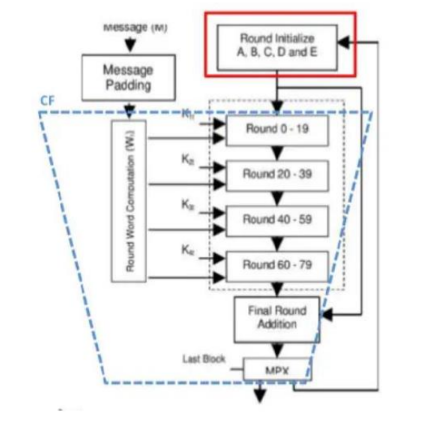 Message (M)
Round Initialize
A, B, C, D and E
Message
Padding
CF
Round Word Computation (Wₜ)
Round 0 - 19
Round 20 - 39
Round 40 - 59
Round 60 - 79
Final Round
Addition
Last Block
MPX